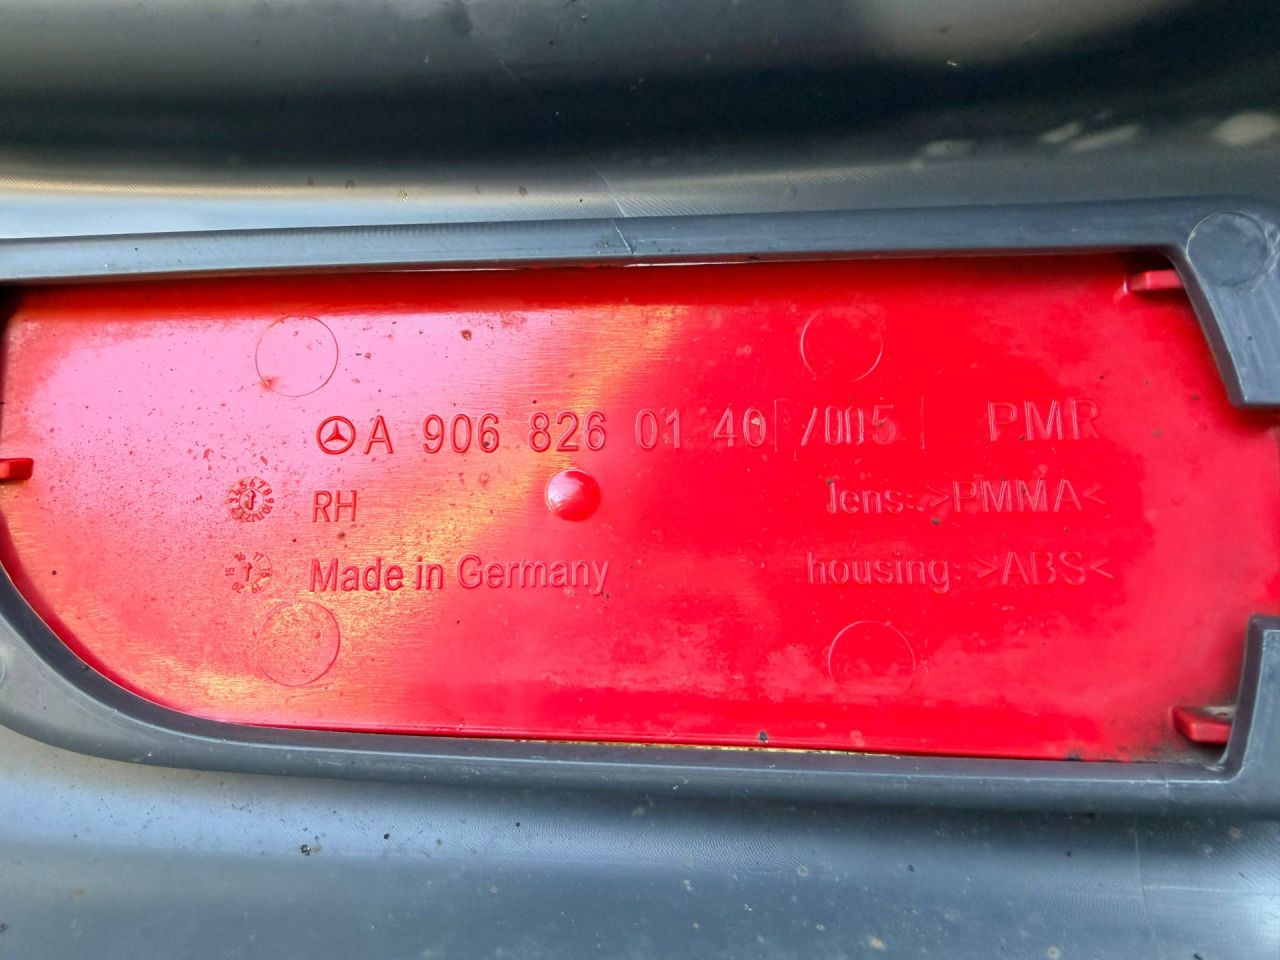 A 906 826 01 40 /005 PMR
RH lens: >PMMA<
Made in Germany housing: >ABS<